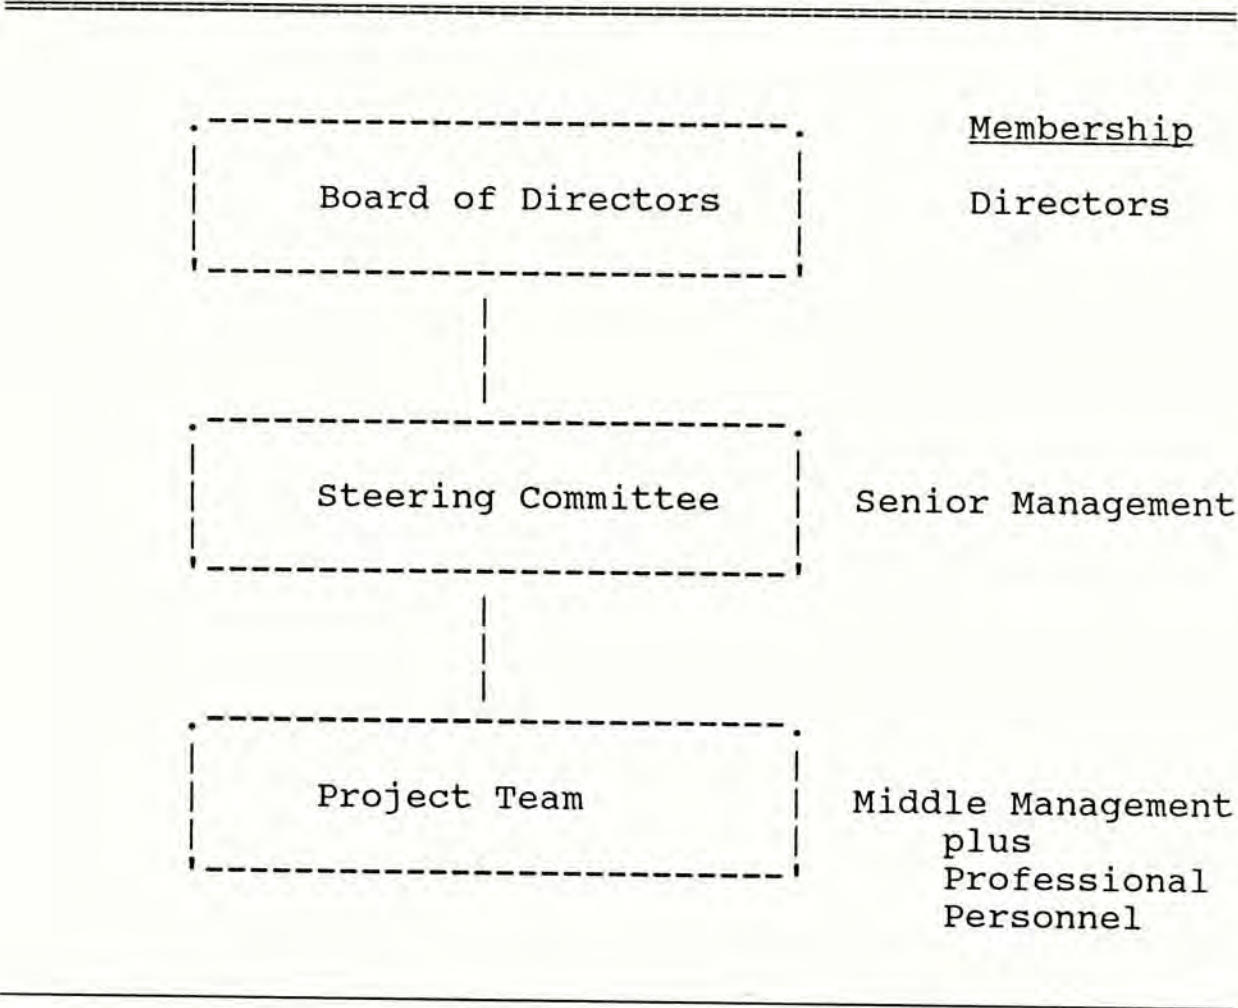 Membership
Board of Directors Directors
Steering Committee Senior Management
Project Team Middle Management
plus
Professional
Personnel